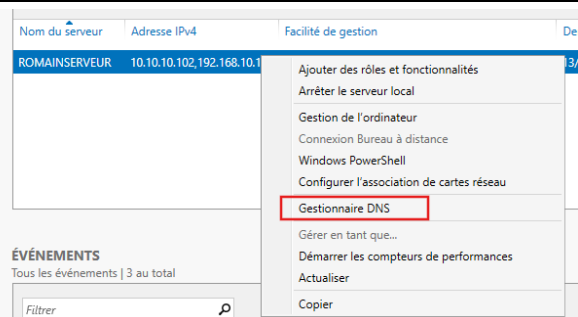 Nom du serveur Adresse IPv4 Facilité de gestion De
ROMAINSERVEUR 10.10.10.102,192.168.10.1 13/
Ajouter des rôles et fonctionnalités
Arrêter le serveur local
Gestion de l'ordinateur
Connexion Bureau à distance
Windows PowerShell
Configurer l'association de cartes réseau
Gestionnaire DNS
Gérer en tant que...
Démarrer les compteurs de performances
Actualiser
Copier
ÉVÉNEMENTS
Tous les événements | 3 au total
Filtrer